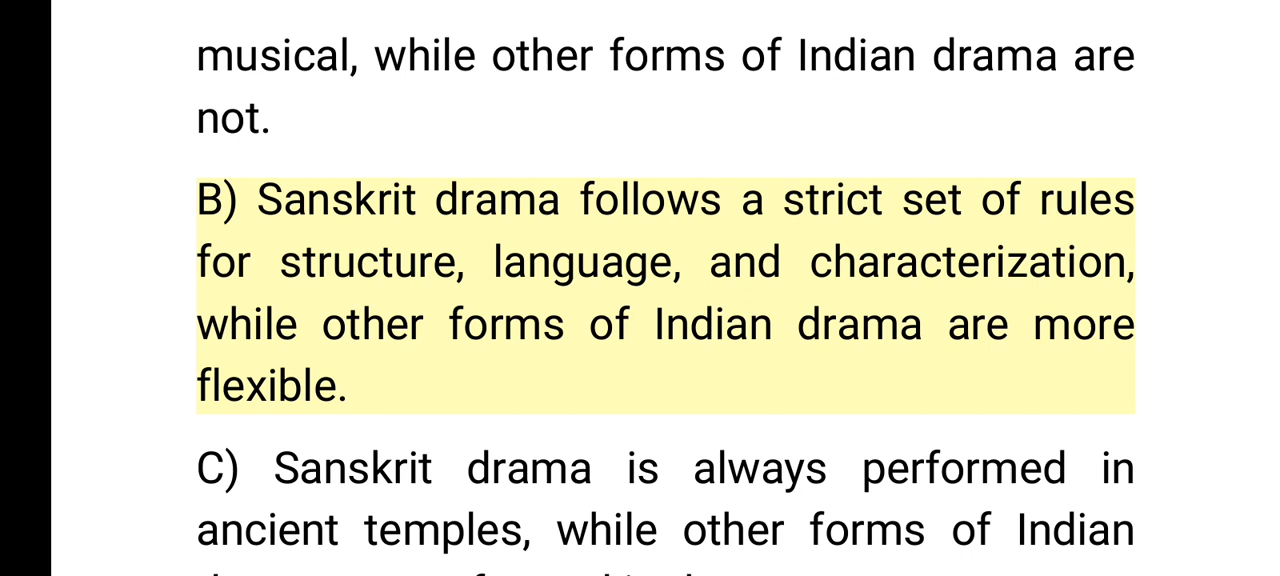 musical, while other forms of Indian drama are
not.
B) Sanskrit drama follows a strict set of rules
for structure, language, and characterization,
while other forms of Indian drama are more
flexible.
C) Sanskrit drama is always performed in
ancient temples, while other forms of Indian